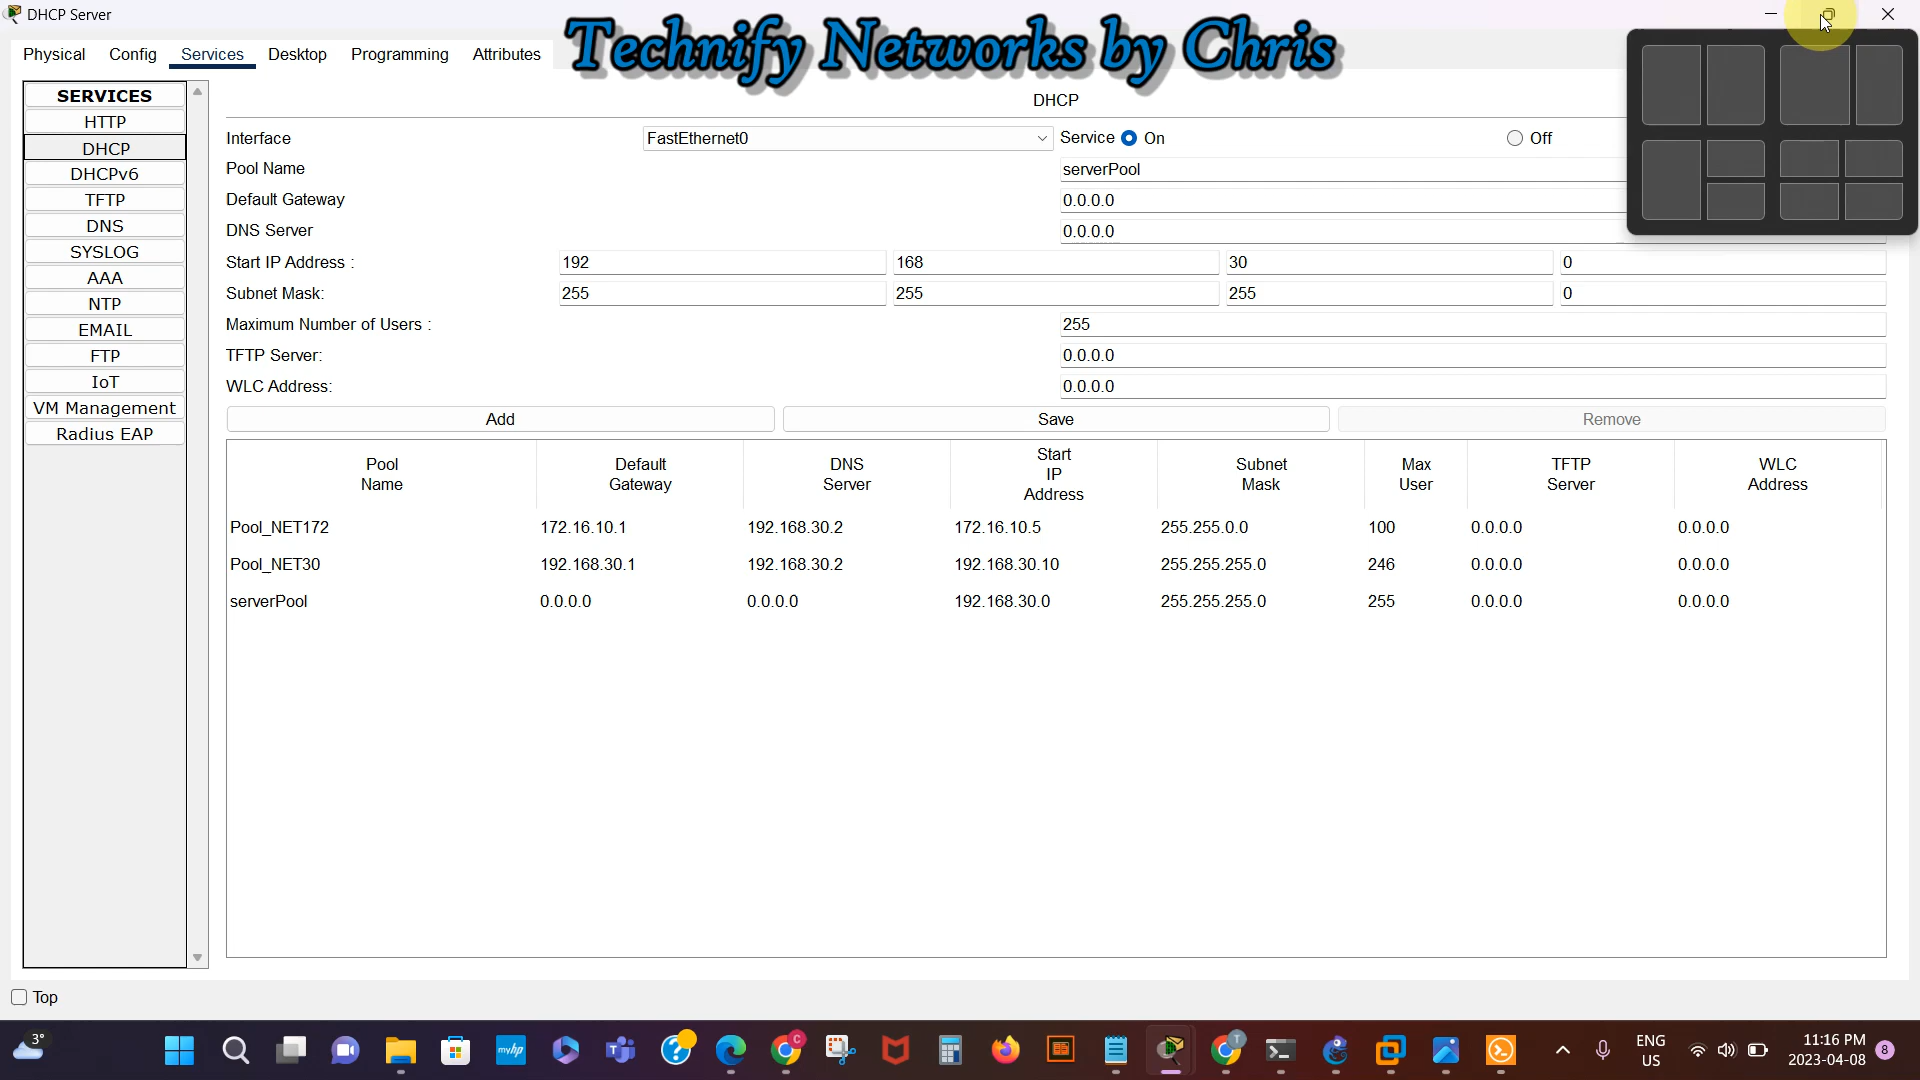 DHCP Server
Technify Networks by Chris
Physical Config Services Desktop Programming Attributes
SERVICES
HTTP
DHCP
DHCPv6
TFTP
DNS
SYSLOG
AAA
NTP
EMAIL
FTP
IoT
VM Management
Radius EAP
DHCP
Interface FastEthernet0 Service On Off
Pool Name serverPool
Default Gateway 0.0.0.0
DNS Server 0.0.0.0
Start IP Address : 192 168 30 0
Subnet Mask: 255 255 255 0
Maximum Number of Users : 255
TFTP Server: 0.0.0.0
WLC Address: 0.0.0.0
Add Save Remove
Pool Name Default Gateway DNS Server Start IP Address Subnet Mask Max User TFTP Server WLC Address
Pool_NET172 172.16.10.1 192.168.30.2 172.16.10.5 255.255.0.0 100 0.0.0.0 0.0.0.0
Pool_NET30 192.168.30.1 192.168.30.2 192.168.30.10 255.255.255.0 246 0.0.0.0 0.0.0.0
serverPool 0.0.0.0 0.0.0.0 192.168.30.0 255.255.255.0 255 0.0.0.0 0.0.0.0
Top
3°
myhp
C
T
ENG
US
11:16 PM
2023-04-08
8